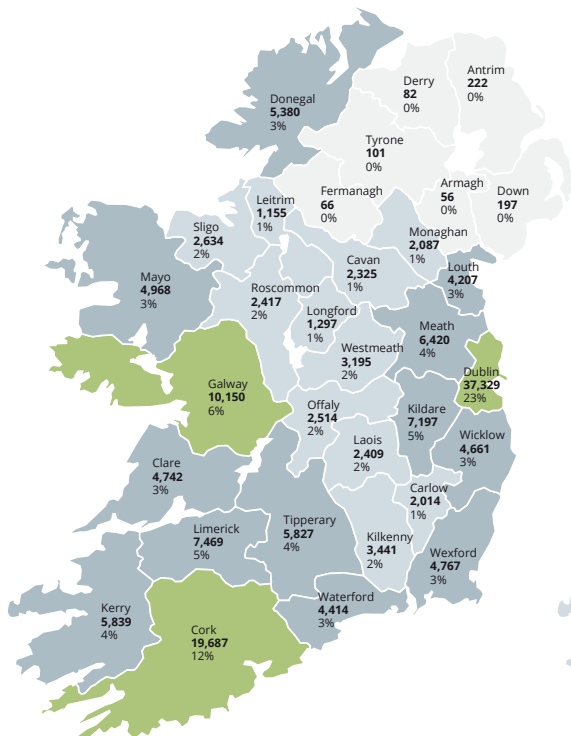 Antrim
222
0%
Derry
82
0%
Donegal
5,380
3%
Tyrone
101
0%
Armagh
56
0%
Down
197
0%
Fermanagh
66
0%
Leitrim
1,155
1%
Sligo
2,634
2%
Monaghan
2,087
1%
Cavan
2,325
1%
Louth
4,207
3%
Mayo
4,968
3%
Roscommon
2,417
2%
Longford
1,297
1%
Meath
6,420
4%
Westmeath
3,195
2%
Dublin
37,329
23%
Galway
10,150
6%
Offaly
2,514
2%
Kildare
7,197
5%
Wicklow
4,661
3%
Laois
2,409
2%
Clare
4,742
3%
Carlow
2,014
1%
Tipperary
5,827
4%
Limerick
7,469
5%
Kilkenny
3,441
2%
Wexford
4,767
3%
Waterford
4,414
3%
Kerry
5,839
4%
Cork
19,687
12%